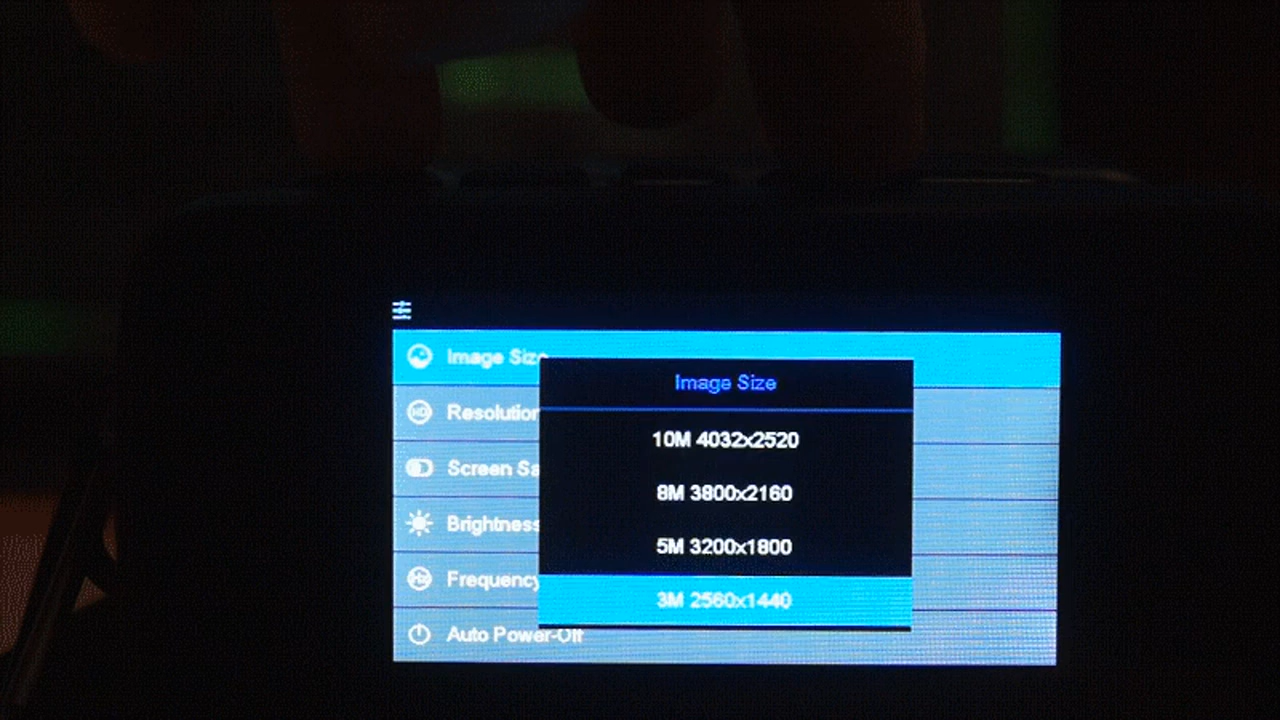 Image Size
Image Size
Resolution
10M 4032x2520
Screen Sa
8M 3800x2160
Brightness
5M 3200x1800
Frequency
3M 2560x1440
Auto Power-Off